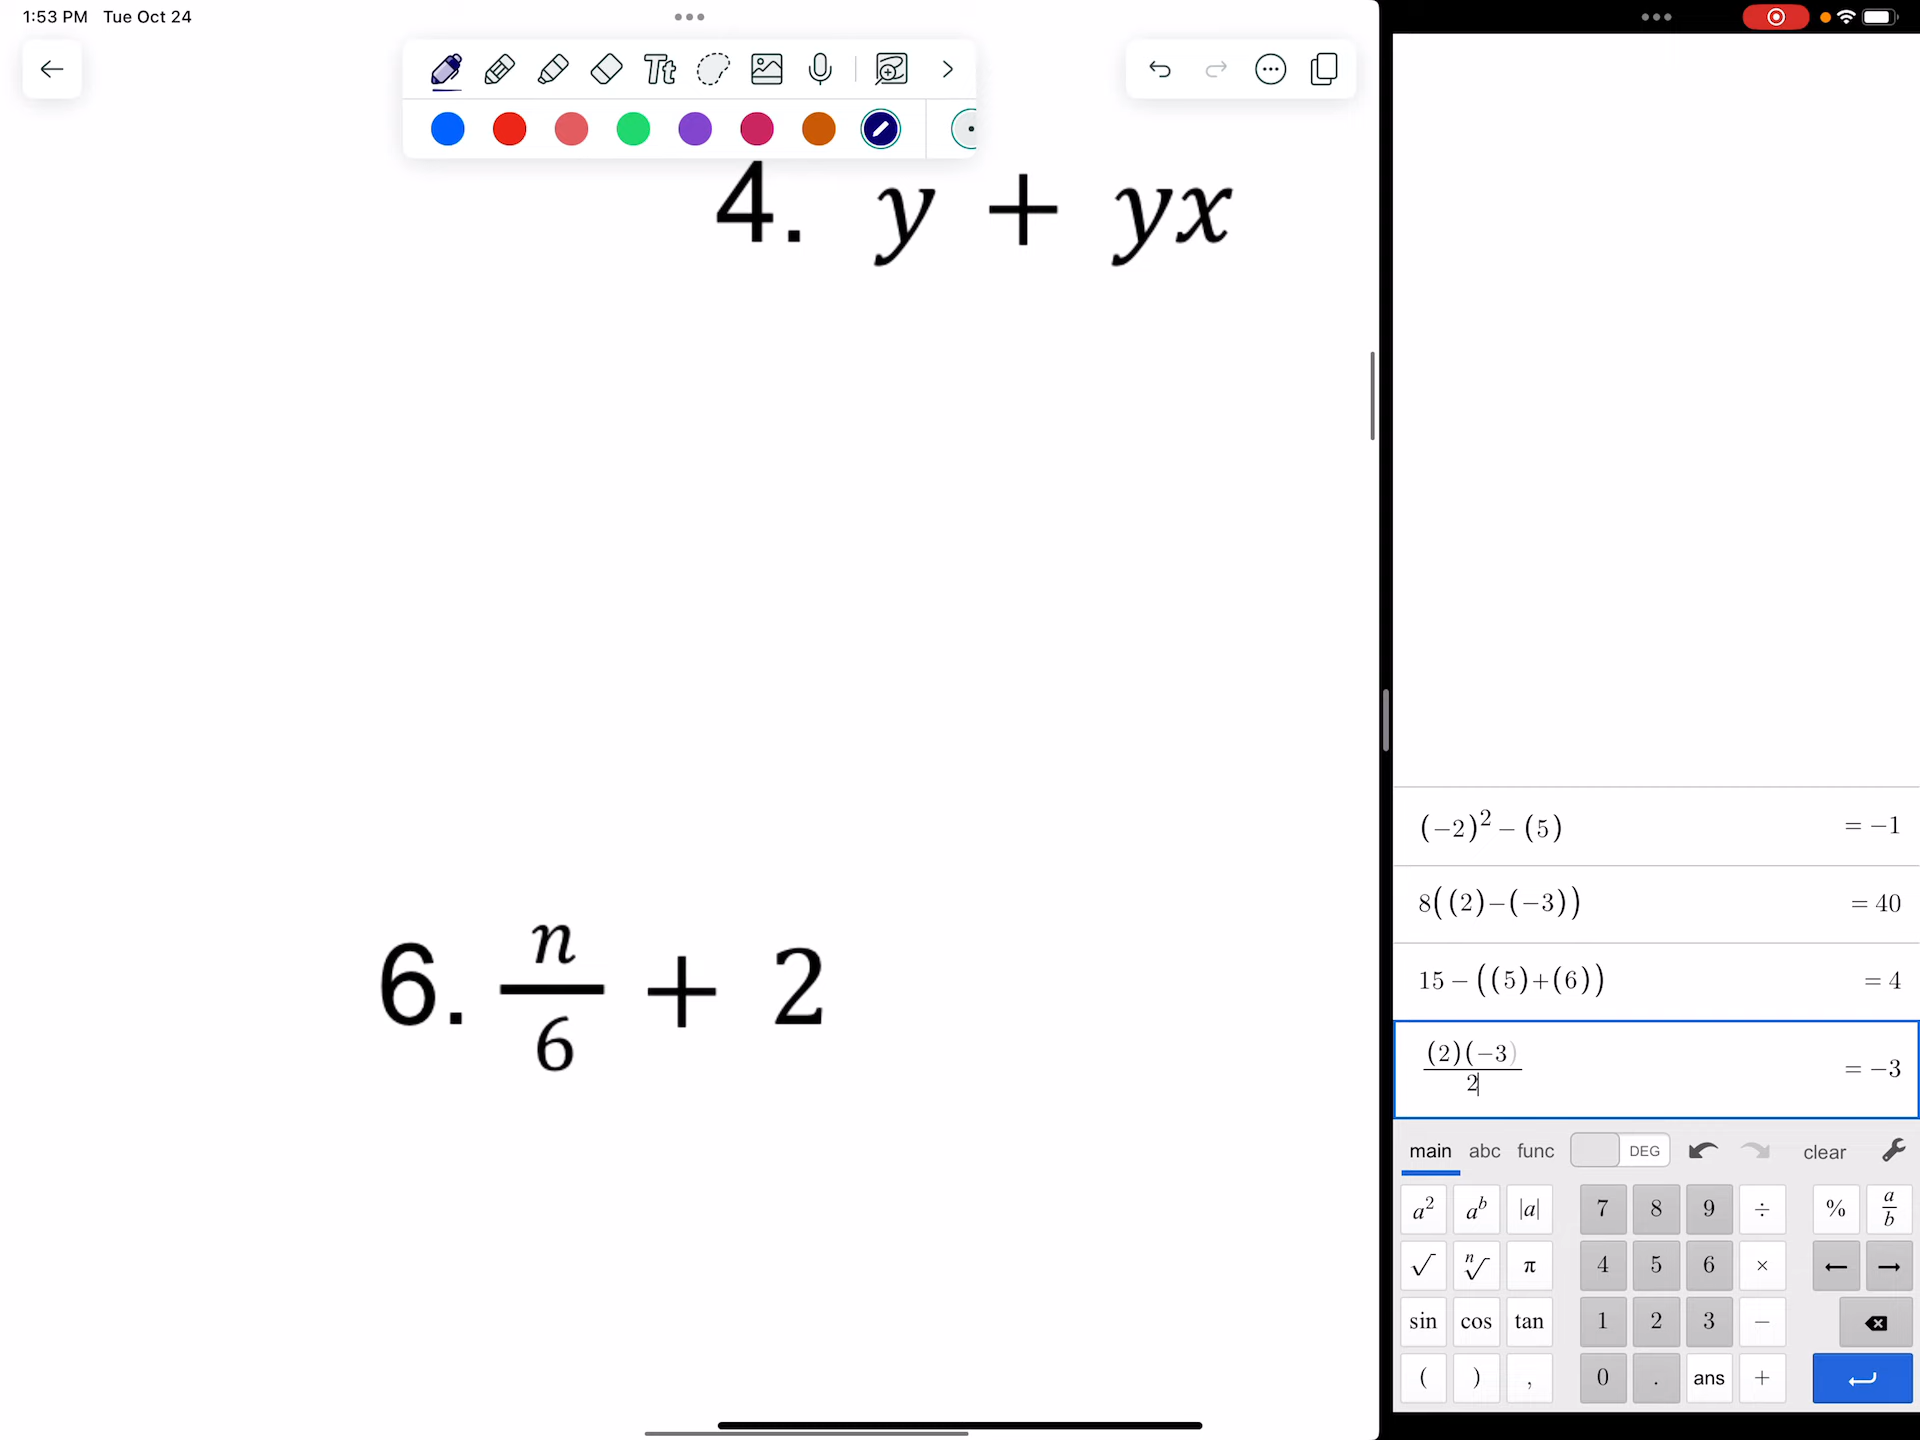 1:53 PM Tue Oct 24
Tt
4. y + yx
6. n/6 + 2
(−2)² − (5) = −1
8((2)−(−3)) = 40
15 − ((5)+(6)) = 4
(2)(−3)/2 = −3
main abc func DEG clear
a² aᵇ |a| 7 8 9 ÷ % a/b
√ ⁿ√ π 4 5 6 × ← →
sin cos tan 1 2 3 −
( ) , 0 . ans +